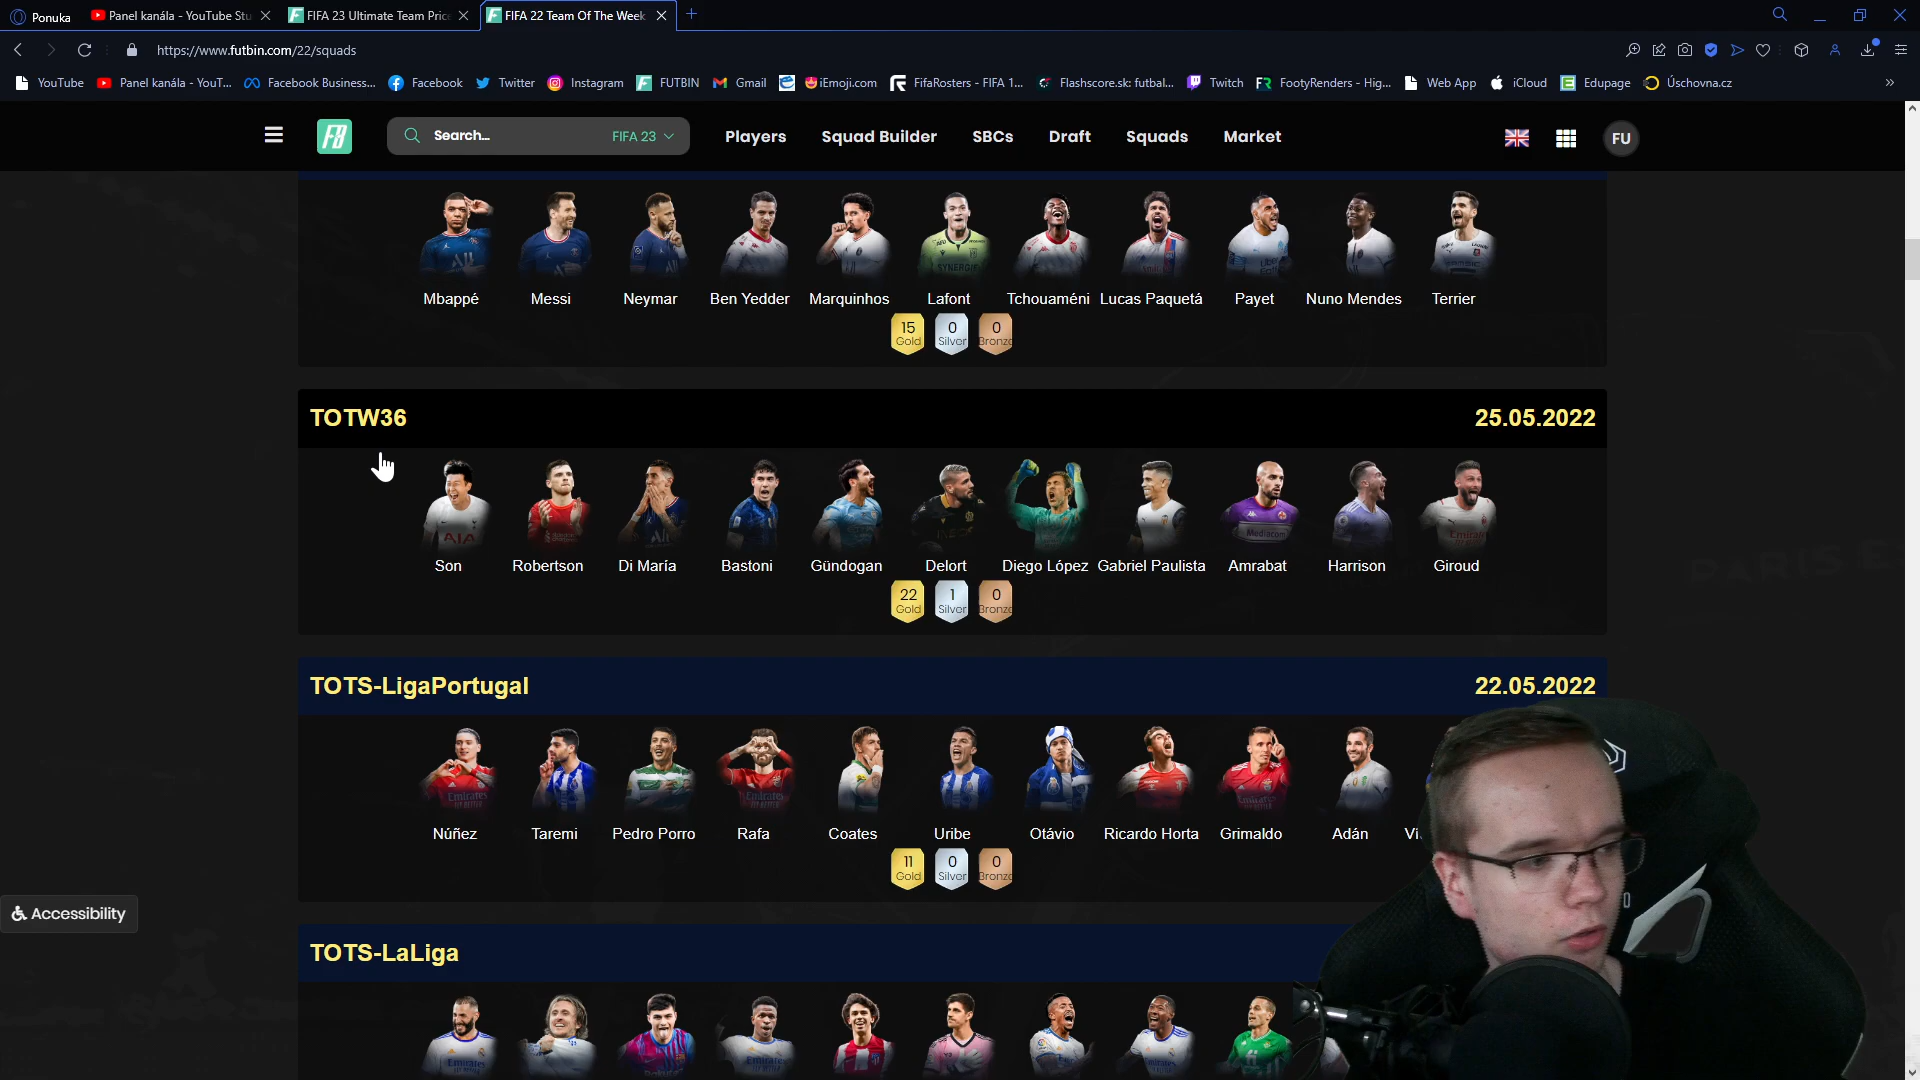 Ponuka
Panel kanála - YouTube Stu
FIFA 23 Ultimate Team Price
FIFA 22 Team Of The Week
https://www.futbin.com/22/squads
YouTube
Panel kanála - YouT...
Facebook Business...
Facebook
Twitter
Instagram
FUTBIN
Gmail
iEmoji.com
FifaRosters - FIFA 1...
Flashscore.sk: futbal...
Twitch
FootyRenders - Hig...
Web App
iCloud
Edupage
Úschovna.cz
»
Search...
FIFA 23
Players
Squad Builder
SBCs
Draft
Squads
Market
FU
Mbappé
Messi
Neymar
Ben Yedder
Marquinhos
Lafont
Tchouaméni
Lucas Paquetá
Payet
Nuno Mendes
Terrier
15 Gold
0 Silver
0 Bronze
TOTW36
25.05.2022
Son
Robertson
Di María
Bastoni
Gündogan
Delort
Diego López
Gabriel Paulista
Amrabat
Harrison
Giroud
22 Gold
1 Silver
0 Bronze
TOTS-LigaPortugal
22.05.2022
Núñez
Taremi
Pedro Porro
Rafa
Coates
Uribe
Otávio
Ricardo Horta
Grimaldo
Adán
11 Gold
0 Silver
0 Bronze
Accessibility
TOTS-LaLiga